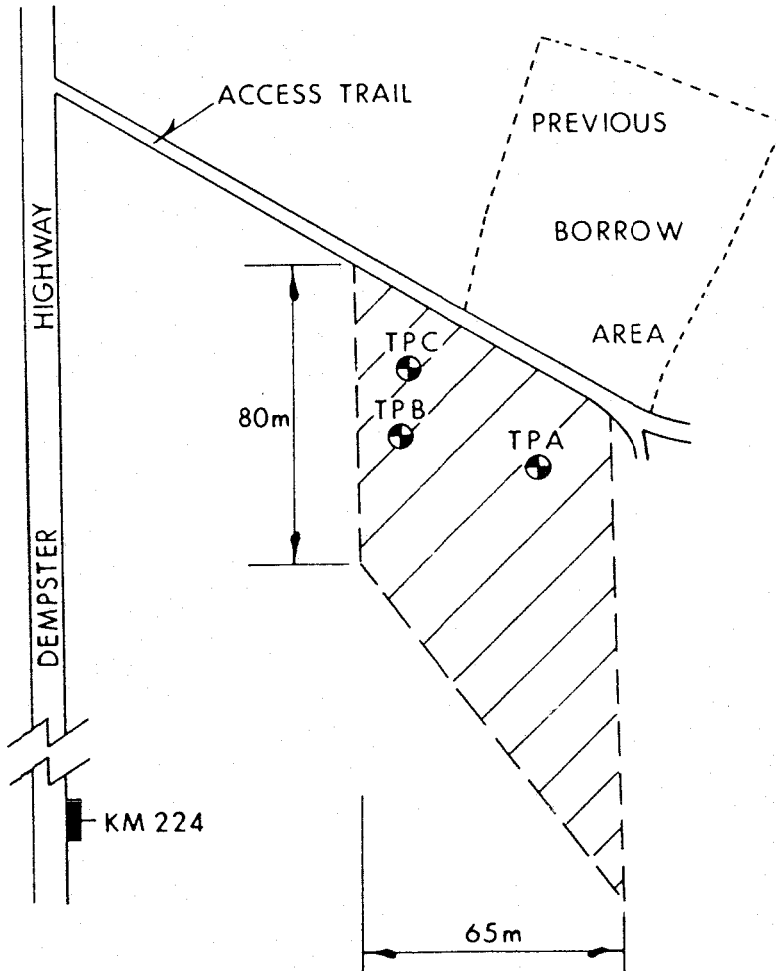 ACCESS TRAIL
PREVIOUS
BORROW
AREA
HIGHWAY
DEMPSTER
TPC
TPB
TPA
80m
KM 224
65m